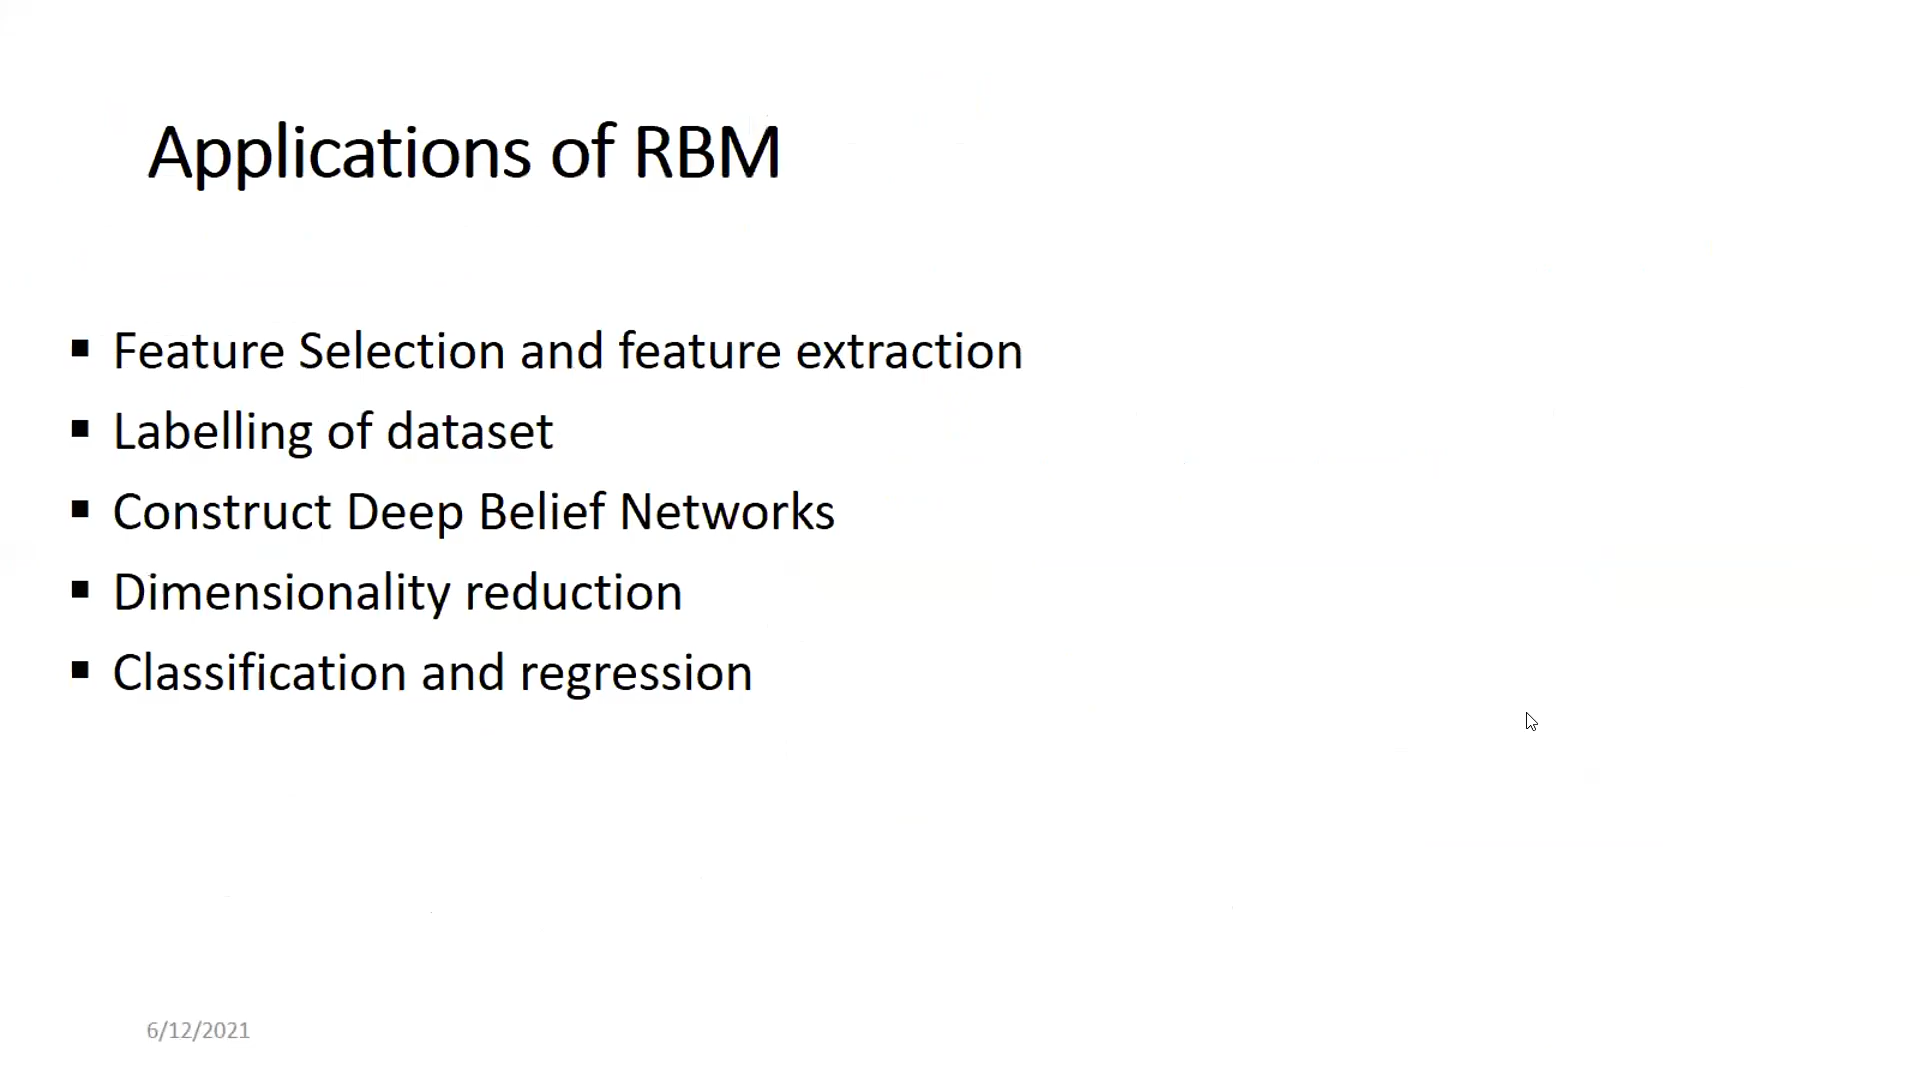 Applications of RBM
▪ Feature Selection and feature extraction
▪ Labelling of dataset
▪ Construct Deep Belief Networks
▪ Dimensionality reduction
▪ Classification and regression
6/12/2021